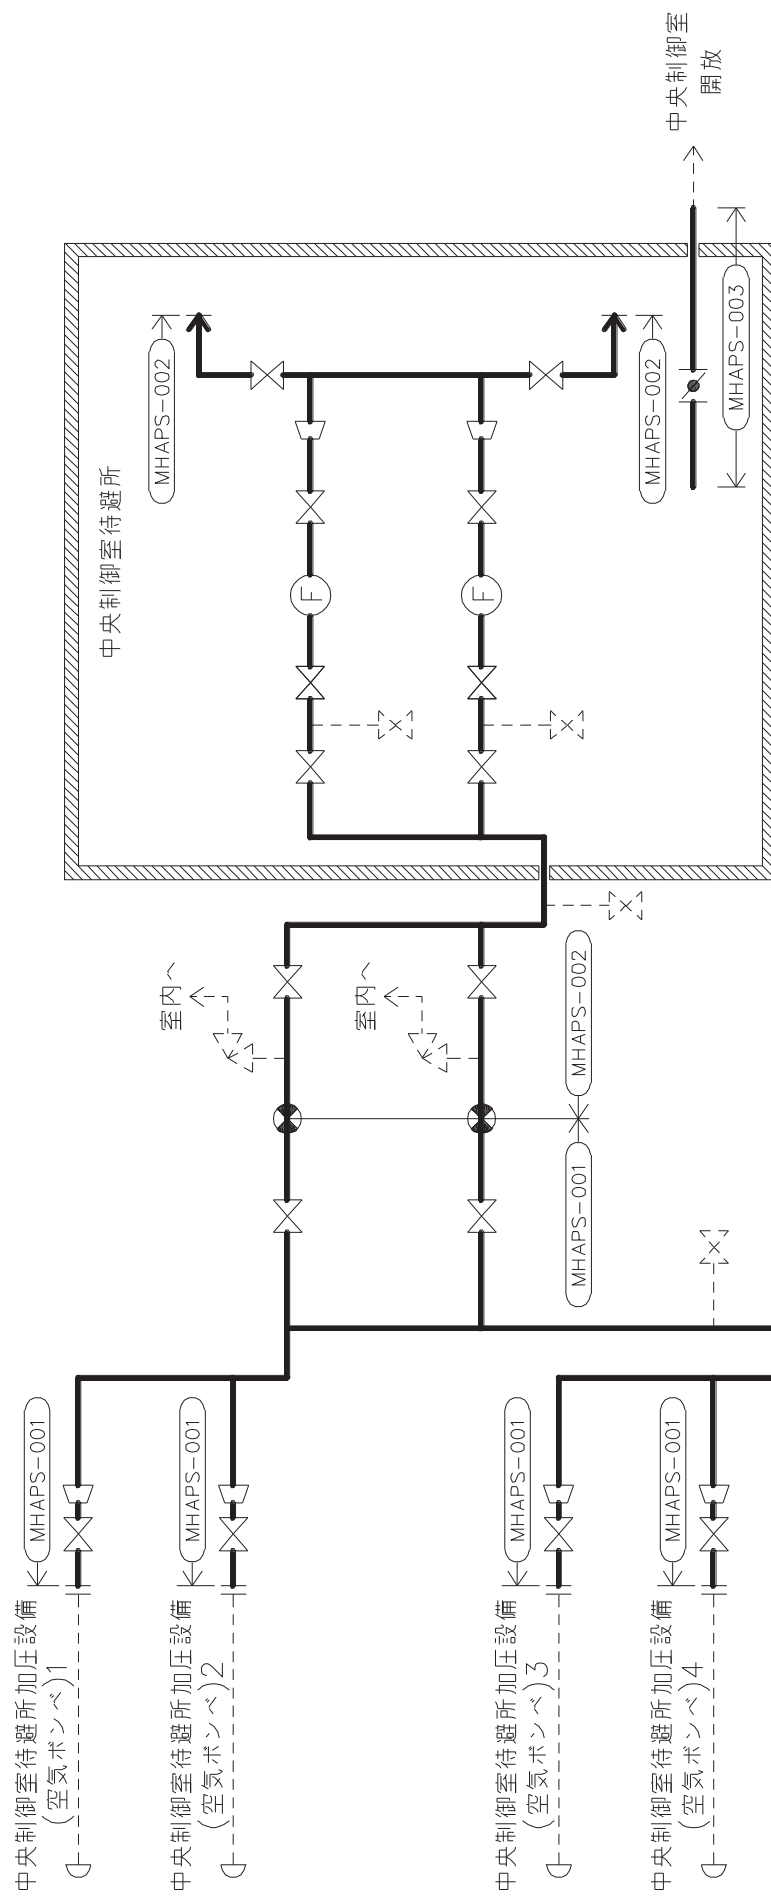 中央制御室待避所加圧設備
(空気ボンベ)1
MHAPS-001
中央制御室待避所加圧設備
(空気ボンベ)2
MHAPS-001
中央制御室待避所加圧設備
(空気ボンベ)3
MHAPS-001
中央制御室待避所加圧設備
(空気ボンベ)4
MHAPS-001
室内へ
室内へ
MHAPS-001
MHAPS-002
中央制御室待避所
F
F
MHAPS-002
MHAPS-002
MHAPS-003
中央制御室
開放